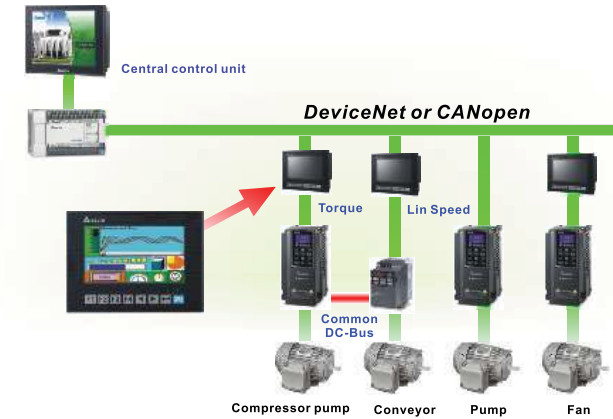 Central control unit
DeviceNet or CANopen
Torque
Lin Speed
Common
DC-Bus
Compressor pump
Conveyor
Pump
Fan